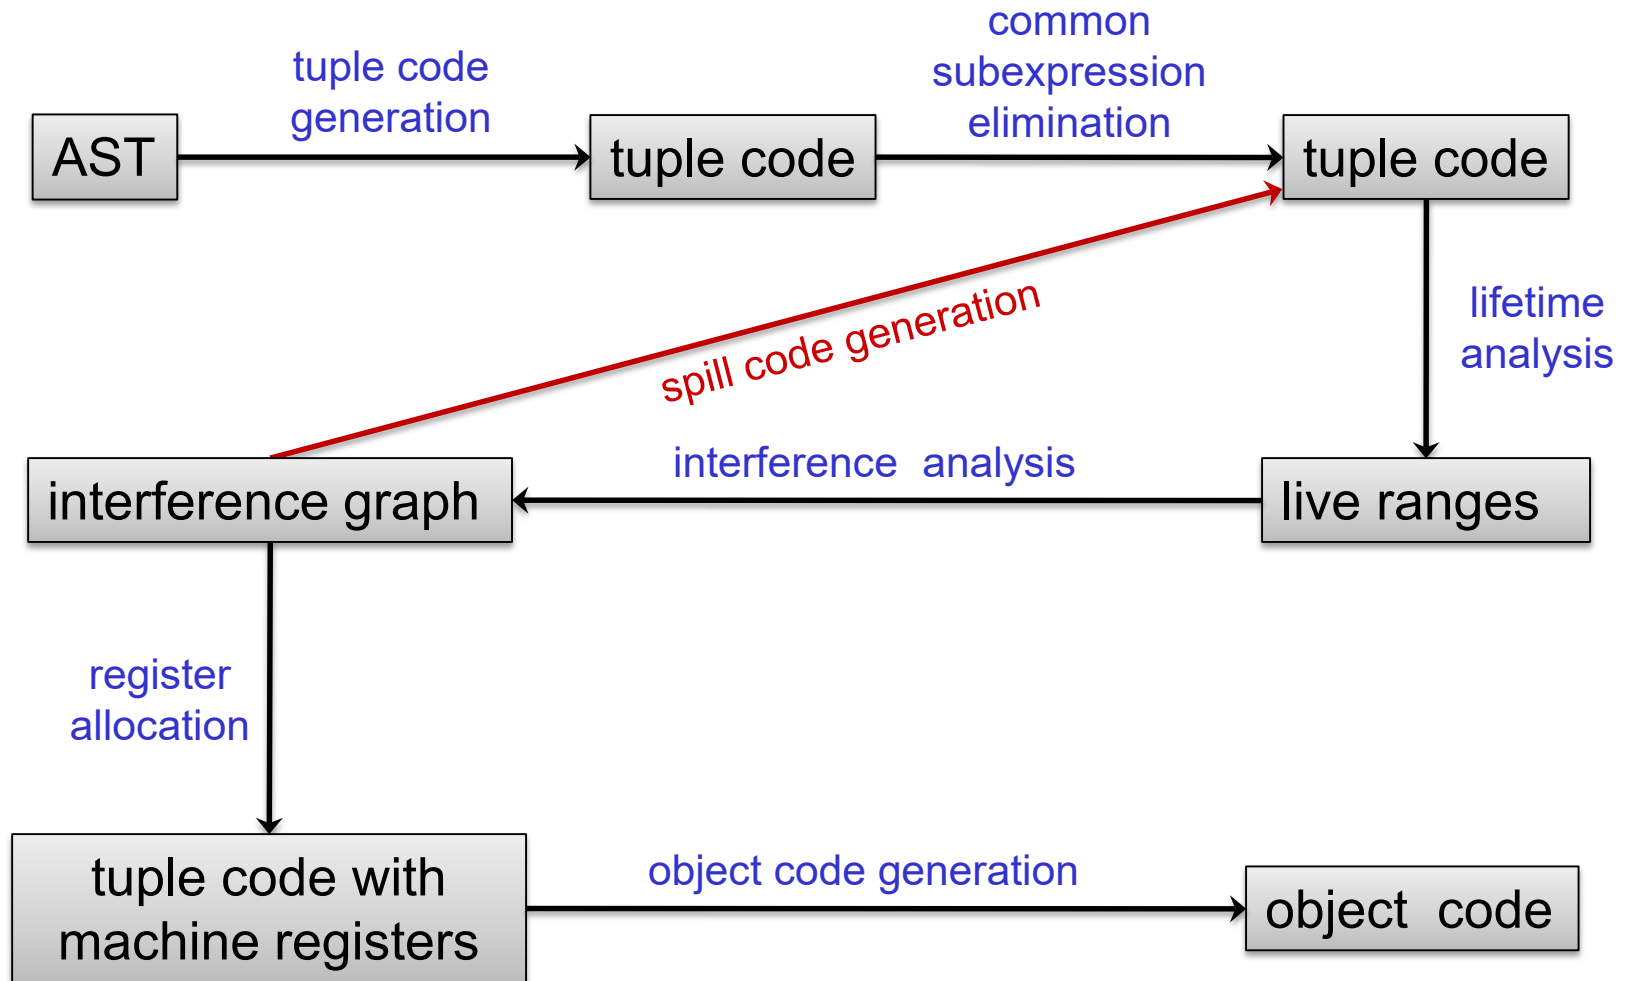 common
tuple code
subexpression
generation
elimination
AST
tuple code
tuple code
lifetime
analysis
spill code generation
interference analysis
interference graph
live ranges
register
allocation
tuple code with
machine registers
object code generation
object code